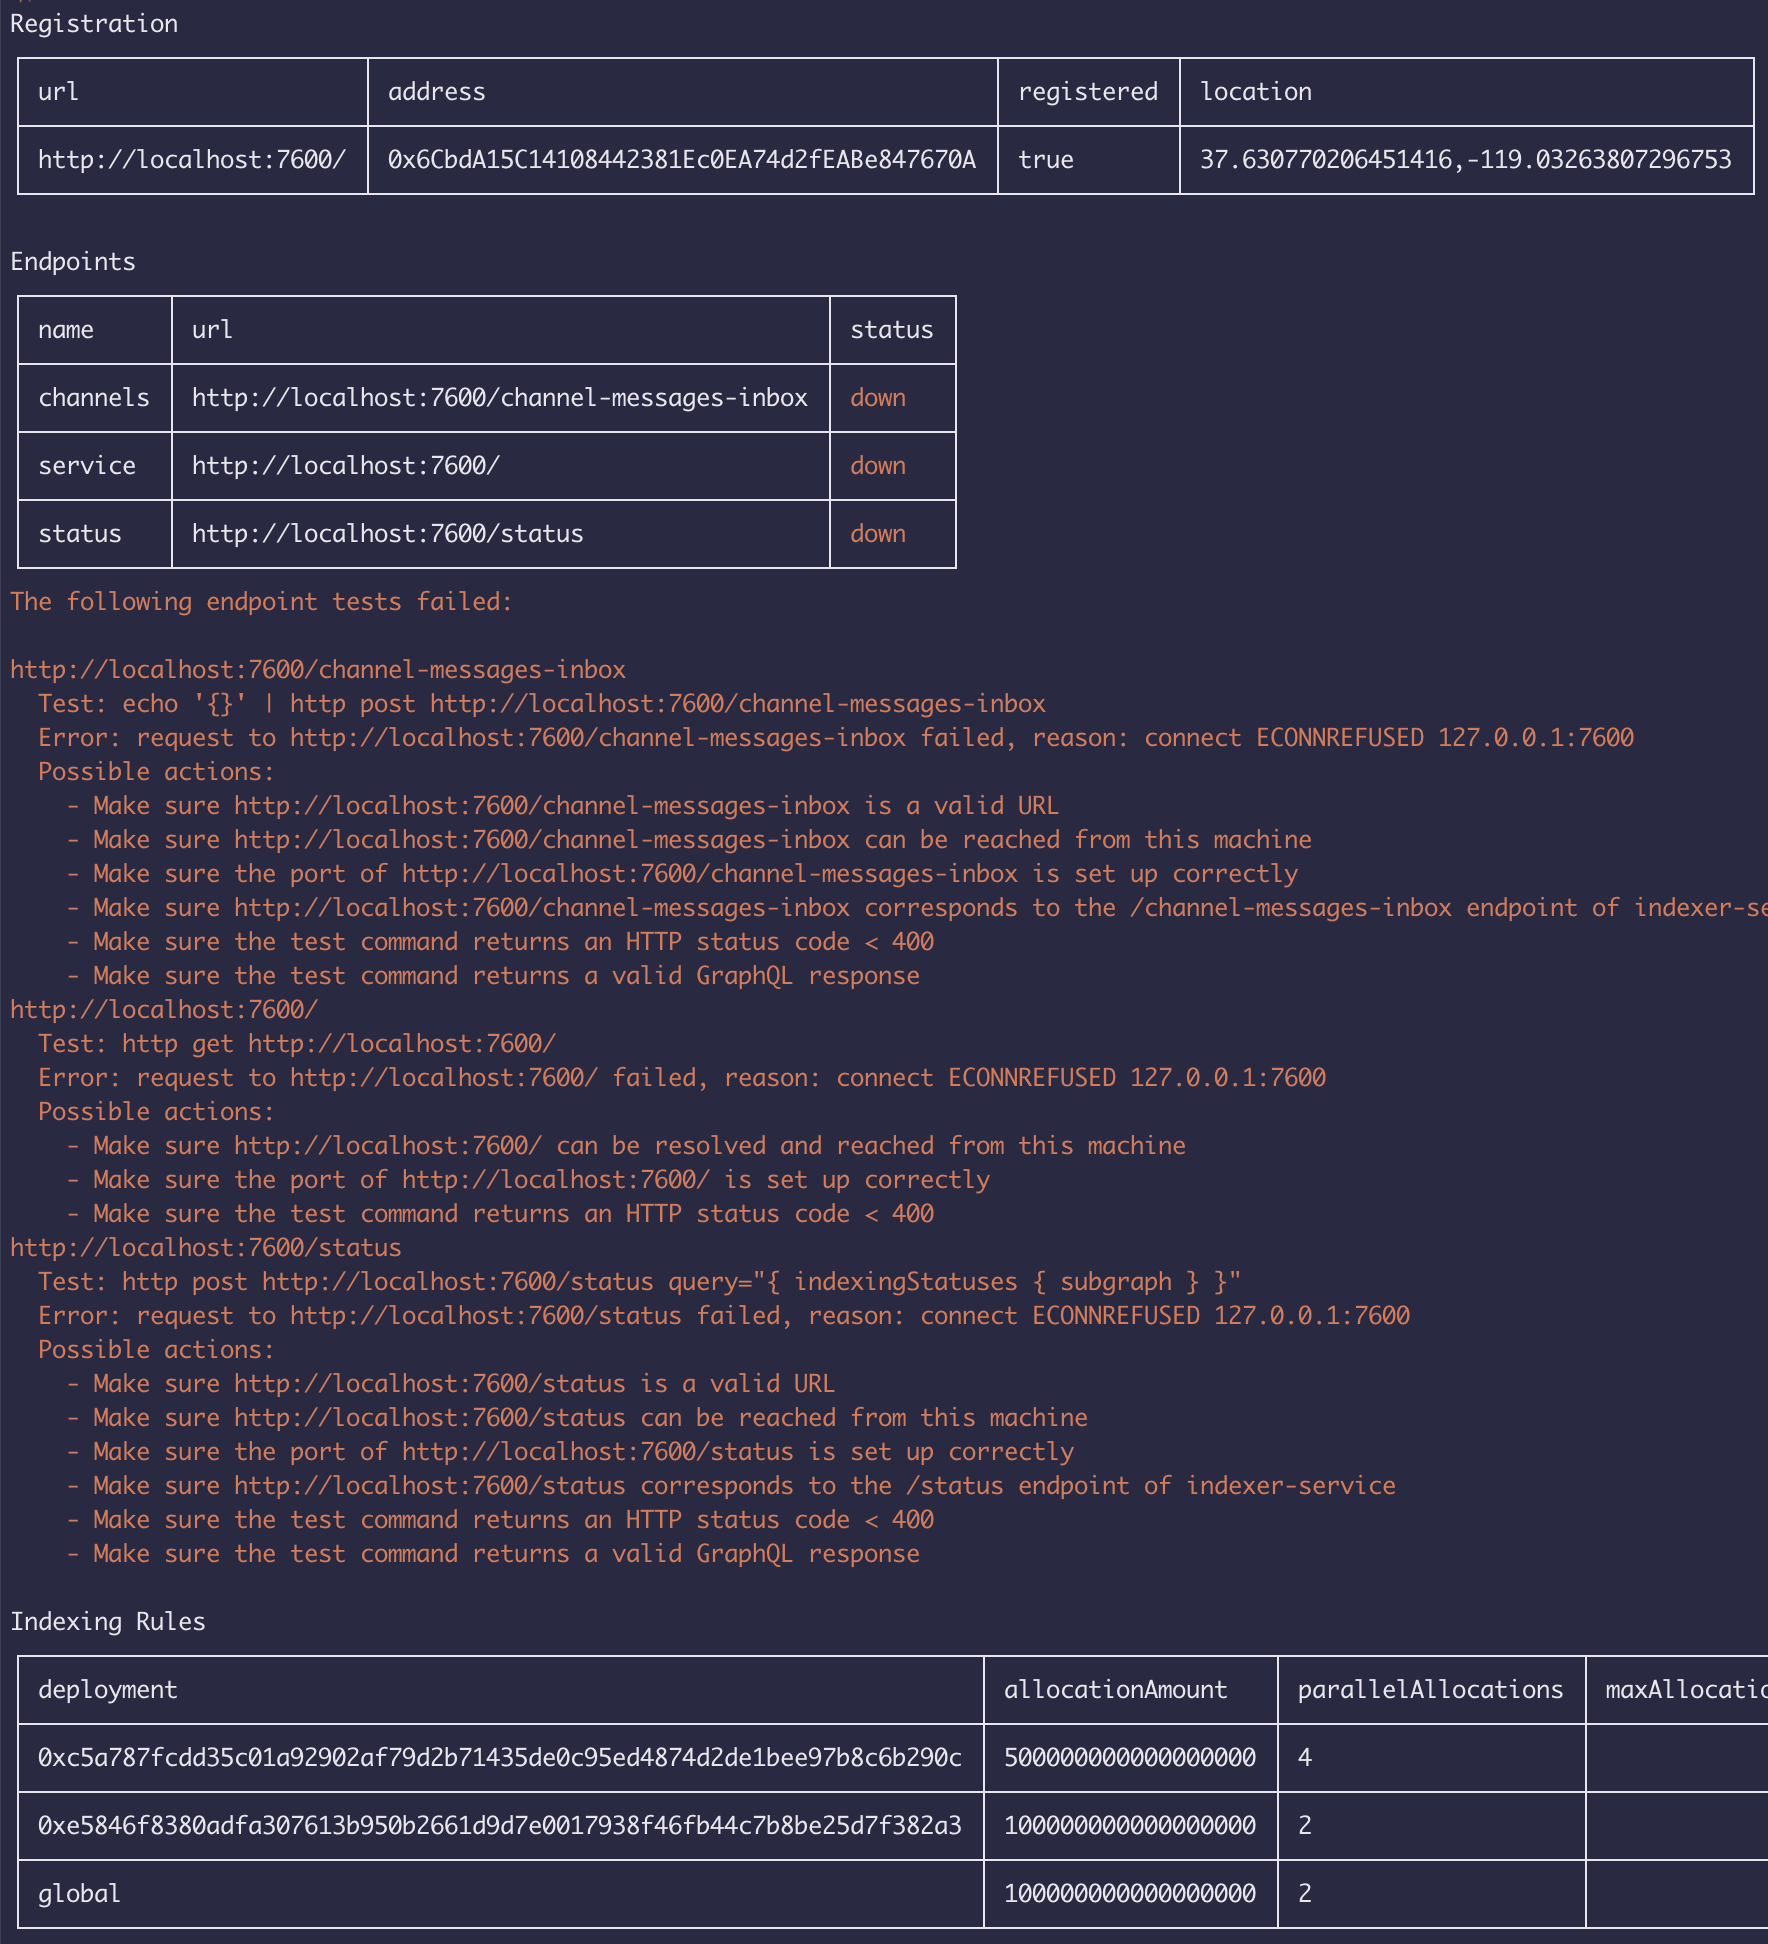 Registration
url address registered location
http://localhost:7600/ 0x6CbdA15C14108442381Ec0EA74d2fEABe847670A true 37.630770206451416,-119.03263807296753
Endpoints
name url status
channels http://localhost:7600/channel-messages-inbox down
service http://localhost:7600/ down
status http://localhost:7600/status down
The following endpoint tests failed:
http://localhost:7600/channel-messages-inbox
Test: echo '{}' | http post http://localhost:7600/channel-messages-inbox
Error: request to http://localhost:7600/channel-messages-inbox failed, reason: connect ECONNREFUSED 127.0.0.1:7600
Possible actions:
- Make sure http://localhost:7600/channel-messages-inbox is a valid URL
- Make sure http://localhost:7600/channel-messages-inbox can be reached from this machine
- Make sure the port of http://localhost:7600/channel-messages-inbox is set up correctly
- Make sure http://localhost:7600/channel-messages-inbox corresponds to the /channel-messages-inbox endpoint of indexer-se
- Make sure the test command returns an HTTP status code < 400
- Make sure the test command returns a valid GraphQL response
http://localhost:7600/
Test: http get http://localhost:7600/
Error: request to http://localhost:7600/ failed, reason: connect ECONNREFUSED 127.0.0.1:7600
Possible actions:
- Make sure http://localhost:7600/ can be resolved and reached from this machine
- Make sure the port of http://localhost:7600/ is set up correctly
- Make sure the test command returns an HTTP status code < 400
http://localhost:7600/status
Test: http post http://localhost:7600/status query="{ indexingStatuses { subgraph } }"
Error: request to http://localhost:7600/status failed, reason: connect ECONNREFUSED 127.0.0.1:7600
Possible actions:
- Make sure http://localhost:7600/status is a valid URL
- Make sure http://localhost:7600/status can be reached from this machine
- Make sure the port of http://localhost:7600/status is set up correctly
- Make sure http://localhost:7600/status corresponds to the /status endpoint of indexer-service
- Make sure the test command returns an HTTP status code < 400
- Make sure the test command returns a valid GraphQL response
Indexing Rules
deployment allocationAmount parallelAllocations maxAllocatio
0xc5a787fcdd35c01a92902af79d2b71435de0c95ed4874d2de1bee97b8c6b290c 500000000000000000 4
0xe5846f8380adfa307613b950b2661d9d7e0017938f46fb44c7b8be25d7f382a3 100000000000000000 2
global 100000000000000000 2